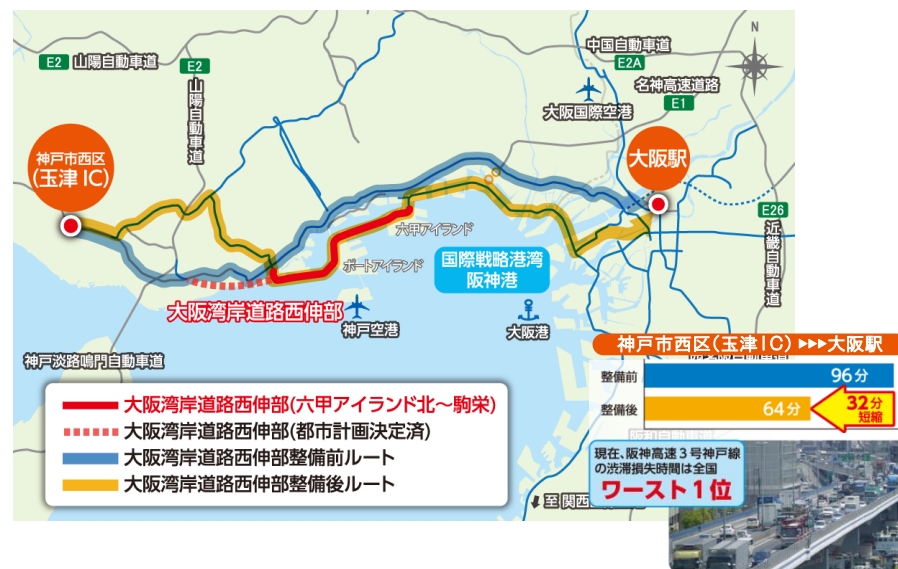 N
中国自動車道
E2A
E2 山陽自動車道
E2
山陽自動車道
名神高速道路
E1
大阪国際空港
神戸市西区
(玉津IC)
大阪駅
E26
近畿自動車道
六甲アイランド
ポートアイランド
国際戦略港湾
阪神港
大阪湾岸道路西伸部
神戸空港
大阪港
神戸淡路鳴門自動車道
大阪湾岸道路西伸部(六甲アイランド北〜駒栄)
大阪湾岸道路西伸部(都市計画決定済)
大阪湾岸道路西伸部整備前ルート
大阪湾岸道路西伸部整備後ルート
至 関西
神戸市西区(玉津IC)▶▶▶大阪駅
整備前
96分
整備後
64分
32分
短縮
阪和自動車道
現在、阪神高速3号神戸線
の渋滞損失時間は全国
ワースト1位